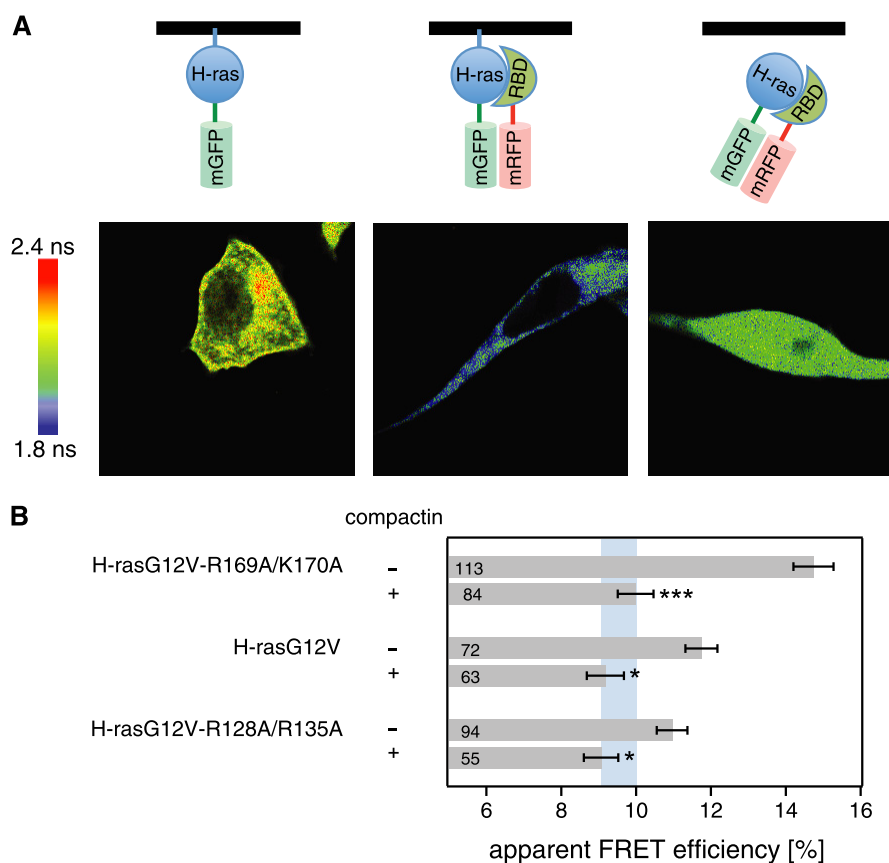 A
H-ras
mGFP
H-ras
RBD
mGFP
mRFP
H-ras
RBD
mGFP
mRFP
2.4 ns
1.8 ns
B
compactin
H-rasG12V-R169A/K170A
–
113
+
84
***
H-rasG12V
–
72
+
63
*
H-rasG12V-R128A/R135A
–
94
+
55
*
6 8 10 12 14 16
apparent FRET efficiency [%]